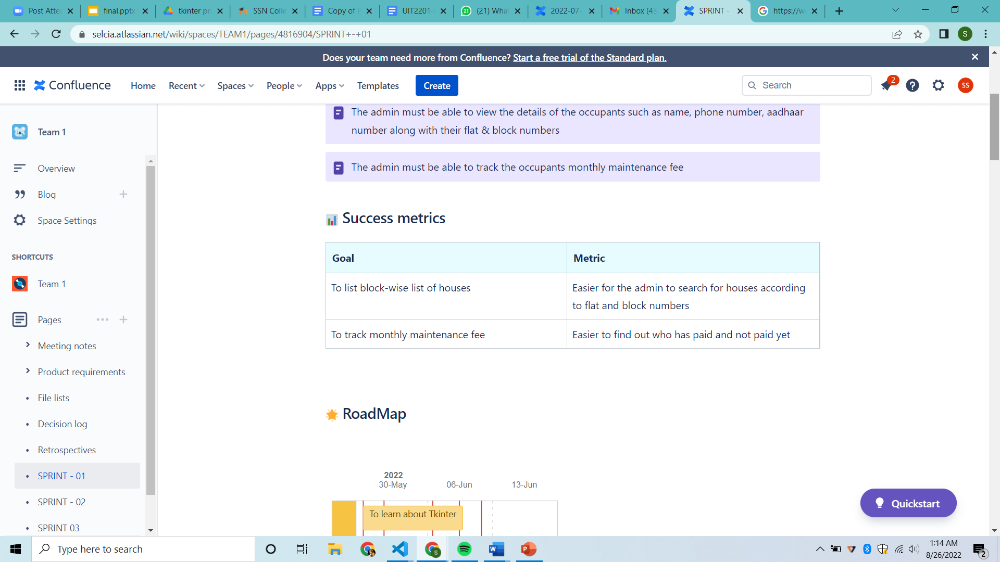 Post Atte
final.pptx
tkinter pr
SSN Colle
Copy of P
UIT2201-
(21) What
2022-07-
Inbox (43
SPRINT -
https://w
selcia.atlassian.net/wiki/spaces/TEAM1/pages/4816904/SPRINT+-+01
S
Does your team need more from Confluence? Start a free trial of the Standard plan.
Confluence
Home
Recent
Spaces
People
Apps
Templates
Create
Search
2
SS
Team 1
Overview
Blog
Space Settings
SHORTCUTS
Team 1
Pages
Meeting notes
Product requirements
• File lists
• Decision log
• Retrospectives
• SPRINT - 01
• SPRINT - 02
• SPRINT 03
The admin must be able to view the details of the occupants such as name, phone number, aadhaar
number along with their flat & block numbers
The admin must be able to track the occupants monthly maintenance fee
Success metrics
Goal
Metric
To list block-wise list of houses
Easier for the admin to search for houses according
to flat and block numbers
To track monthly maintenance fee
Easier to find out who has paid and not paid yet
RoadMap
2022
30-May
06-Jun
13-Jun
To learn about Tkinter
Quickstart
Type here to search
1:14 AM
8/26/2022
2